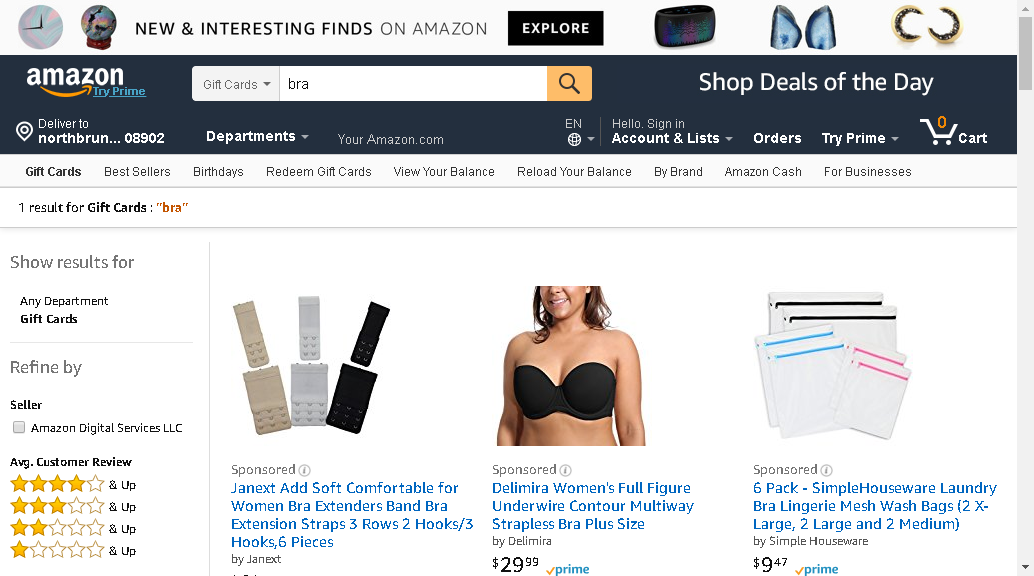 NEW & INTERESTING FINDS ON AMAZON EXPLORE
amazon
Try Prime
Gift Cards bra
Shop Deals of the Day
Deliver to
northbrun... 08902
Departments
Your Amazon.com
EN
Hello. Sign in
Account & Lists
Orders
Try Prime
0
Cart
Gift Cards Best Sellers Birthdays Redeem Gift Cards View Your Balance Reload Your Balance By Brand Amazon Cash For Businesses
1 result for Gift Cards : "bra"
Show results for
Any Department
Gift Cards
Refine by
Seller
Amazon Digital Services LLC
Avg. Customer Review
& Up
& Up
& Up
& Up
Sponsored
Janext Add Soft Comfortable for
Women Bra Extenders Band Bra
Extension Straps 3 Rows 2 Hooks/3
Hooks,6 Pieces
by Janext
Sponsored
Delimira Women's Full Figure
Underwire Contour Multiway
Strapless Bra Plus Size
by Delimira
$29 99 prime
Sponsored
6 Pack - SimpleHouseware Laundry
Bra Lingerie Mesh Wash Bags (2 X-
Large, 2 Large and 2 Medium)
by Simple Houseware
$9 47 prime